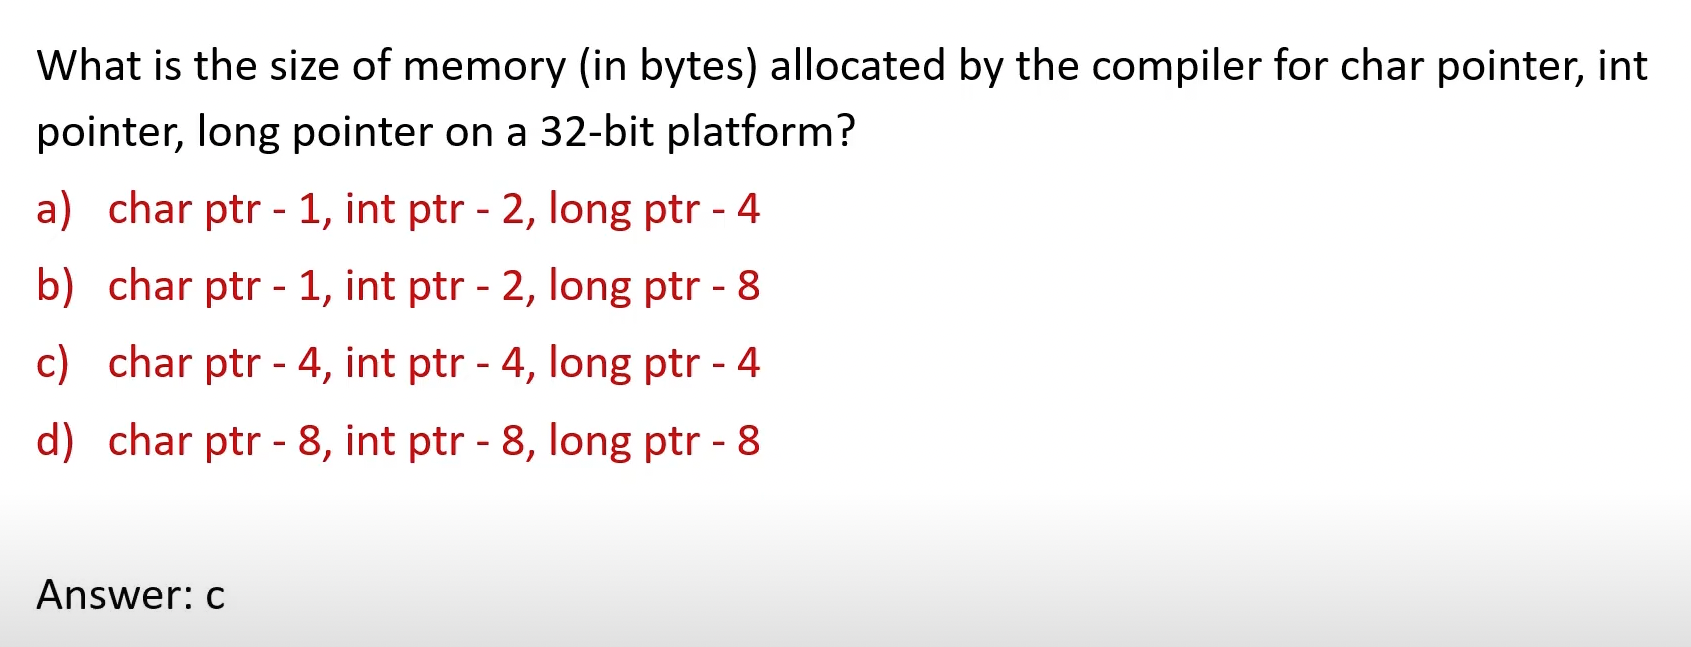 What is the size of memory (in bytes) allocated by the compiler for char pointer, int
pointer, long pointer on a 32-bit platform?
a) char ptr - 1, int ptr - 2, long ptr - 4
b) char ptr - 1, int ptr - 2, long ptr - 8
c) char ptr - 4, int ptr - 4, long ptr - 4
d) char ptr - 8, int ptr - 8, long ptr - 8
Answer: c